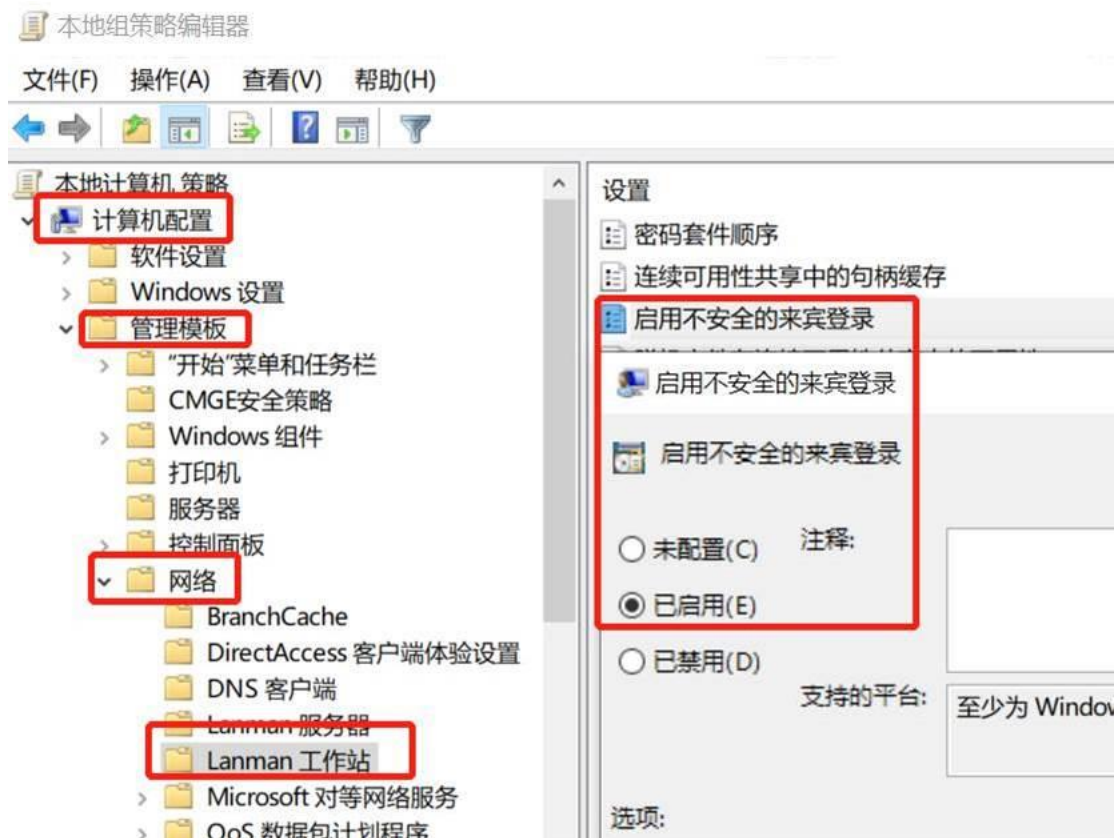 本地组策略编辑器
文件(F) 操作(A) 查看(V) 帮助(H)
本地计算机 策略
计算机配置
软件设置
Windows 设置
管理模板
“开始”菜单和任务栏
CMGE安全策略
Windows 组件
打印机
服务器
控制面板
网络
BranchCache
DirectAccess 客户端体验设置
DNS 客户端
Lanman 服务器
Lanman 工作站
Microsoft 对等网络服务
QoS 数据包计划程序
设置
密码套件顺序
连续可用性共享中的句柄缓存
启用不安全的来宾登录
启用不安全的来宾登录
启用不安全的来宾登录
未配置(C) 注释:
已启用(E)
已禁用(D)
支持的平台: 至少为 Window
选项: